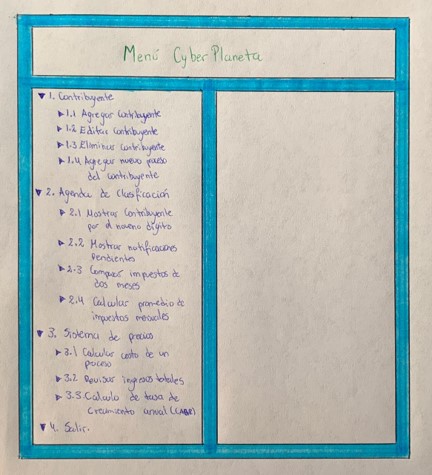 Menú CyberPlaneta
▼ 1. Contribuyente
▶ 1.1 Agregar Contribuyente
▶ 1.2 Editar Contribuyente
▶ 1.3 Eliminar Contribuyente
▶ 1.4 Agregar nuevo proceso
del contribuyente
▼ 2. Agenda de Clasificación
▶ 2.1 Mostrar Contribuyente
por el noveno dígito
▶ 2.2 Mostrar notificaciones
Pendientes
▶ 2.3 Comparar impuestos de
dos meses
▶ 2.4 Calcular promedio de
impuestos mensuales
▼ 3. Sistema de precios
▶ 3.1 Calcular costo de un
proceso
▶ 3.2 Revisar ingresos totales
▶ 3.3 Calculo de tasa de
Crecimiento anual (CAGR)
▼ 4. Salir.